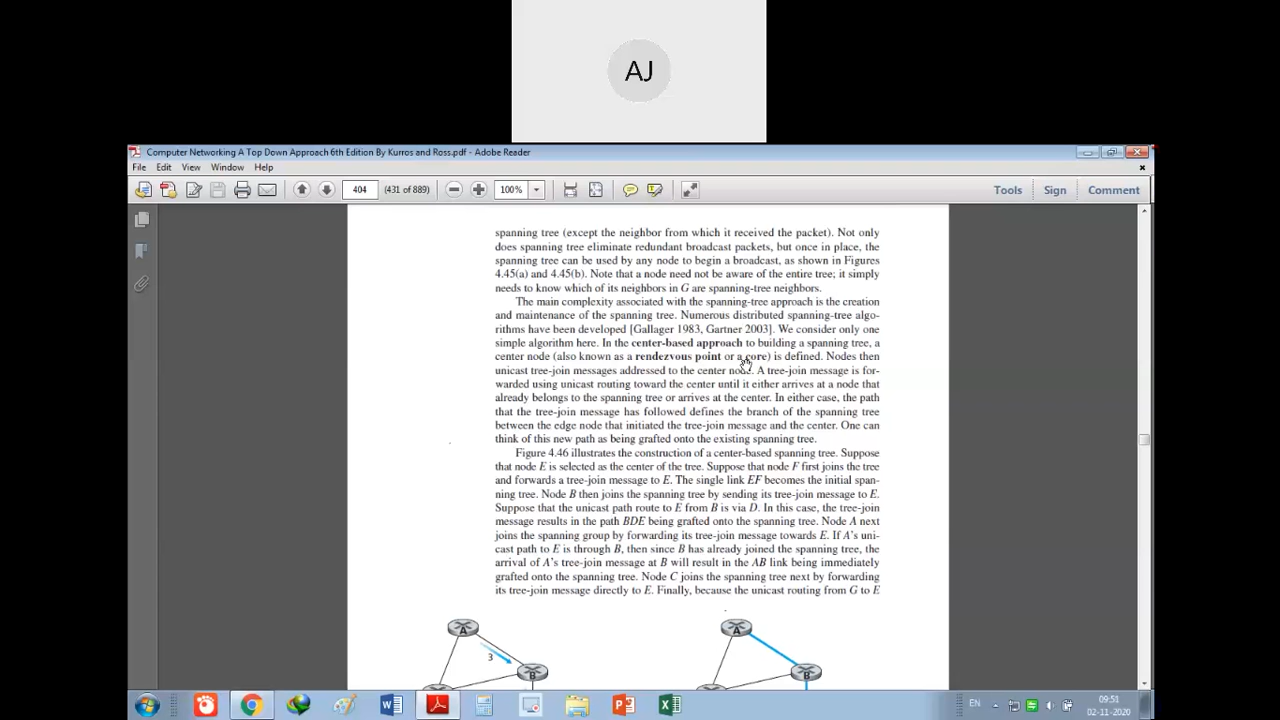 AJ
Computer Networking A Top Down Approach 6th Edition By Kurros and Ross.pdf - Adobe Reader
File Edit View Window Help
404 (431 of 889) 100% Tools Sign Comment
spanning tree (except the neighbor from which it received the packet). Not only
does spanning tree eliminate redundant broadcast packets, but once in place, the
spanning tree can be used by any node to begin a broadcast, as shown in Figures
4.45(a) and 4.45(b). Note that a node need not be aware of the entire tree; it simply
needs to know which of its neighbors in G are spanning-tree neighbors.
The main complexity associated with the spanning-tree approach is the creation
and maintenance of the spanning tree. Numerous distributed spanning-tree algo-
rithms have been developed [Gallager 1983, Gartner 2003]. We consider only one
simple algorithm here. In the center-based approach to building a spanning tree, a
center node (also known as a rendezvous point or a core) is defined. Nodes then
unicast tree-join messages addressed to the center node. A tree-join message is for-
warded using unicast routing toward the center until it either arrives at a node that
already belongs to the spanning tree or arrives at the center. In either case, the path
that the tree-join message has followed defines the branch of the spanning tree
between the edge node that initiated the tree-join message and the center. One can
think of this new path as being grafted onto the existing spanning tree.
Figure 4.46 illustrates the construction of a center-based spanning tree. Suppose
that node E is selected as the center of the tree. Suppose that node F first joins the tree
and forwards a tree-join message to E. The single link EF becomes the initial span-
ning tree. Node B then joins the spanning tree by sending its tree-join message to E.
Suppose that the unicast path route to E from B is via D. In this case, the tree-join
message results in the path BDE being grafted onto the spanning tree. Node A next
joins the spanning group by forwarding its tree-join message towards E. If A's uni-
cast path to E is through B, then since B has already joined the spanning tree, the
arrival of A's tree-join message at B will result in the AB link being immediately
grafted onto the spanning tree. Node C joins the spanning tree next by forwarding
its tree-join message directly to E. Finally, because the unicast routing from G to E
A A
3
B B
EN 09:51
02-11-2020